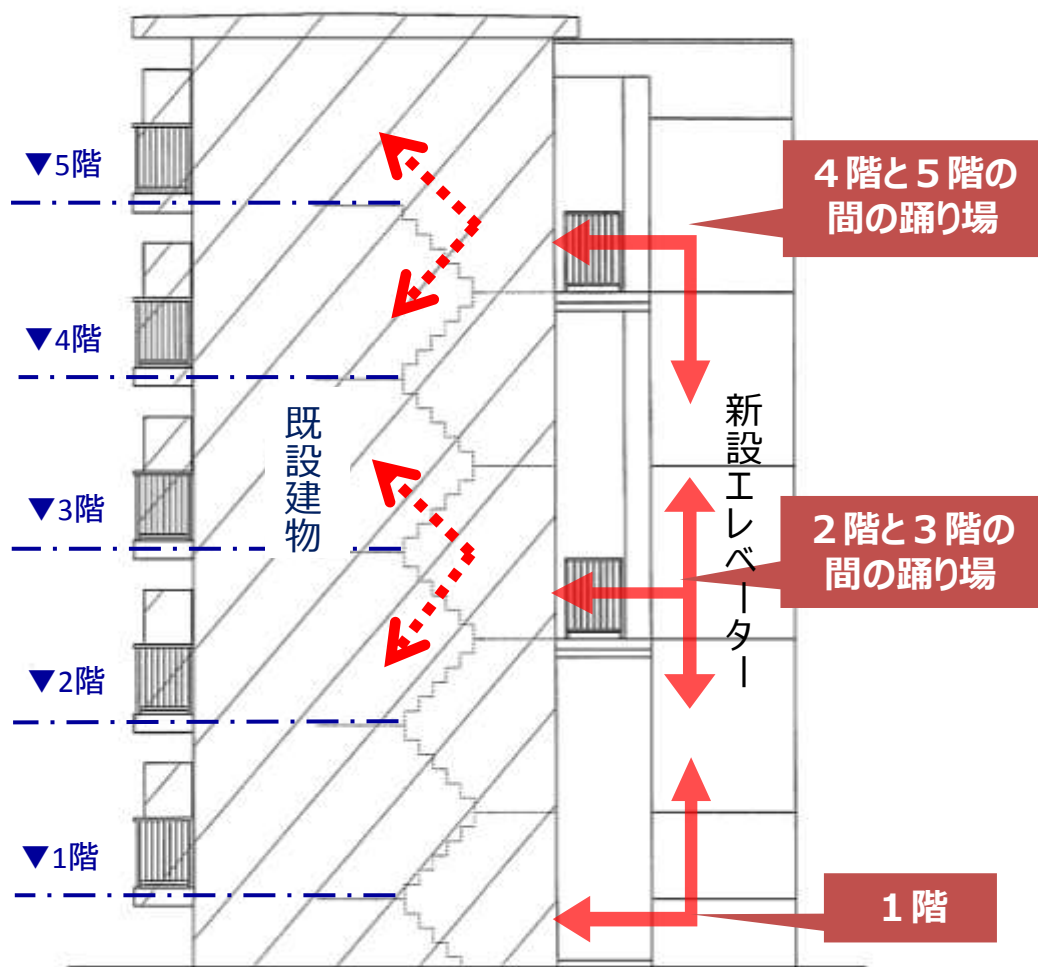 ▼5階
▼4階
▼3階
▼2階
▼1階
既設建物
新設エレベーター
4階と5階の
間の踊り場
2階と3階の
間の踊り場
1階